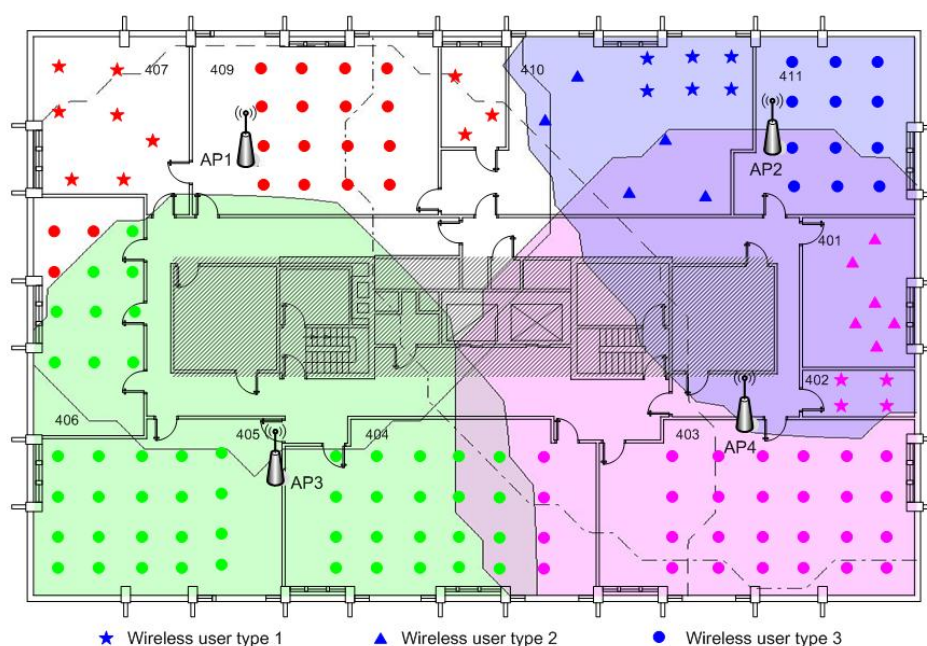 407
409
410
411
AP1
AP2
401
402
406
405
404
403
AP4
AP3
Wireless user type 1
Wireless user type 2
Wireless user type 3